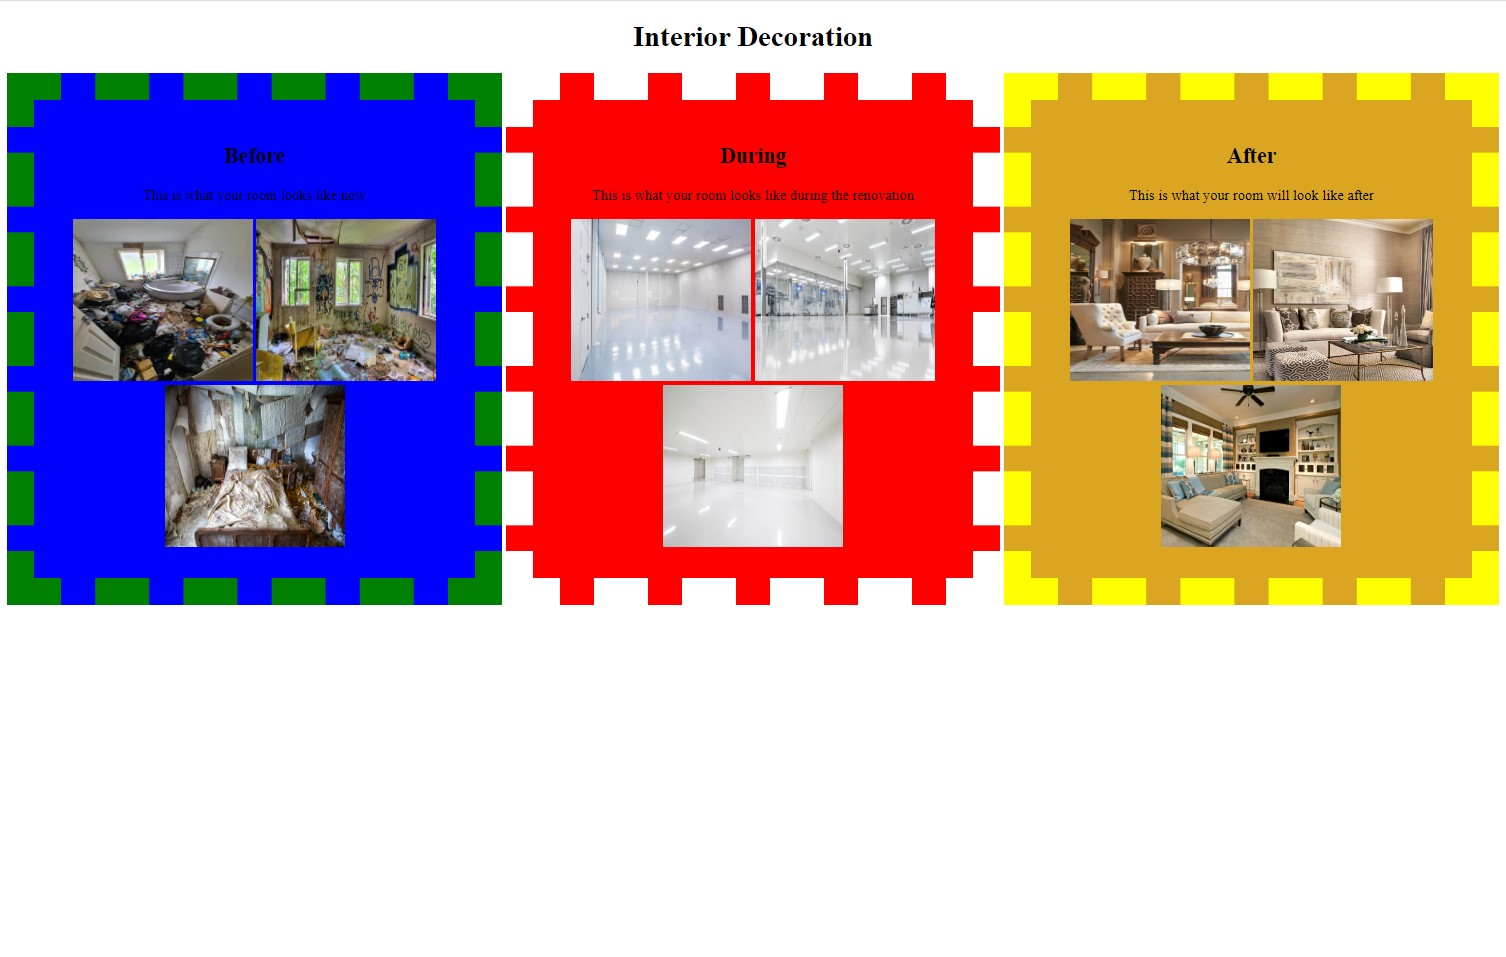 Interior Decoration
Before
This is what your room looks like now
During
This is what your room looks like during the renovation
After
This is what your room will look like after